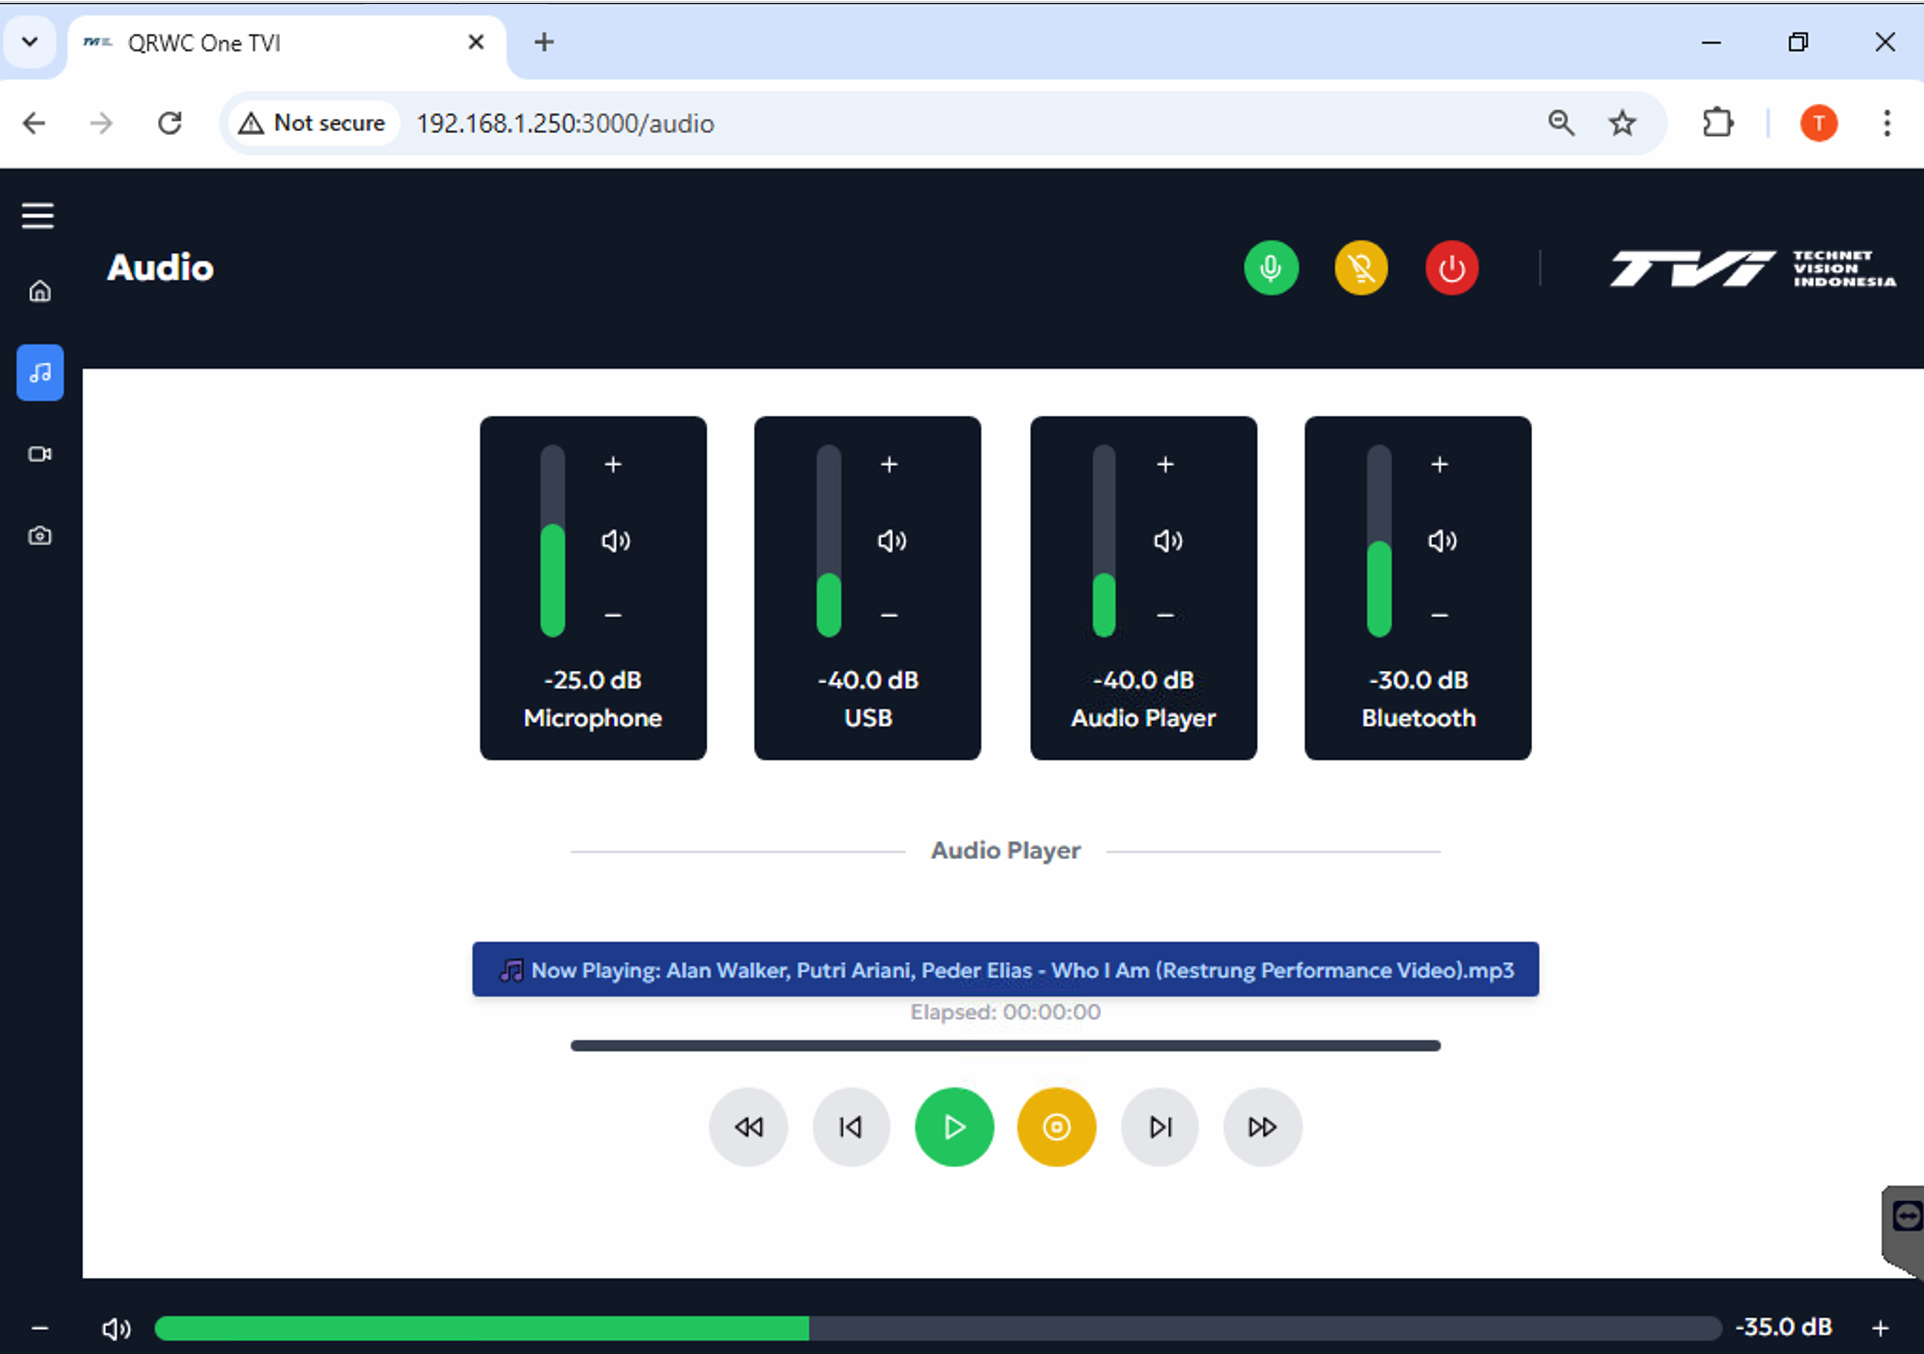 QRWC One TVI
Not secure
192.168.1.250:3000/audio
T
Audio
TVI TECHNET
VISION
INDONESIA
-25.0 dB
Microphone
-40.0 dB
USB
-40.0 dB
Audio Player
-30.0 dB
Bluetooth
Audio Player
Now Playing: Alan Walker, Putri Ariani, Peder Elias - Who I Am (Restrung Performance Video).mp3
Elapsed: 00:00:00
-35.0 dB